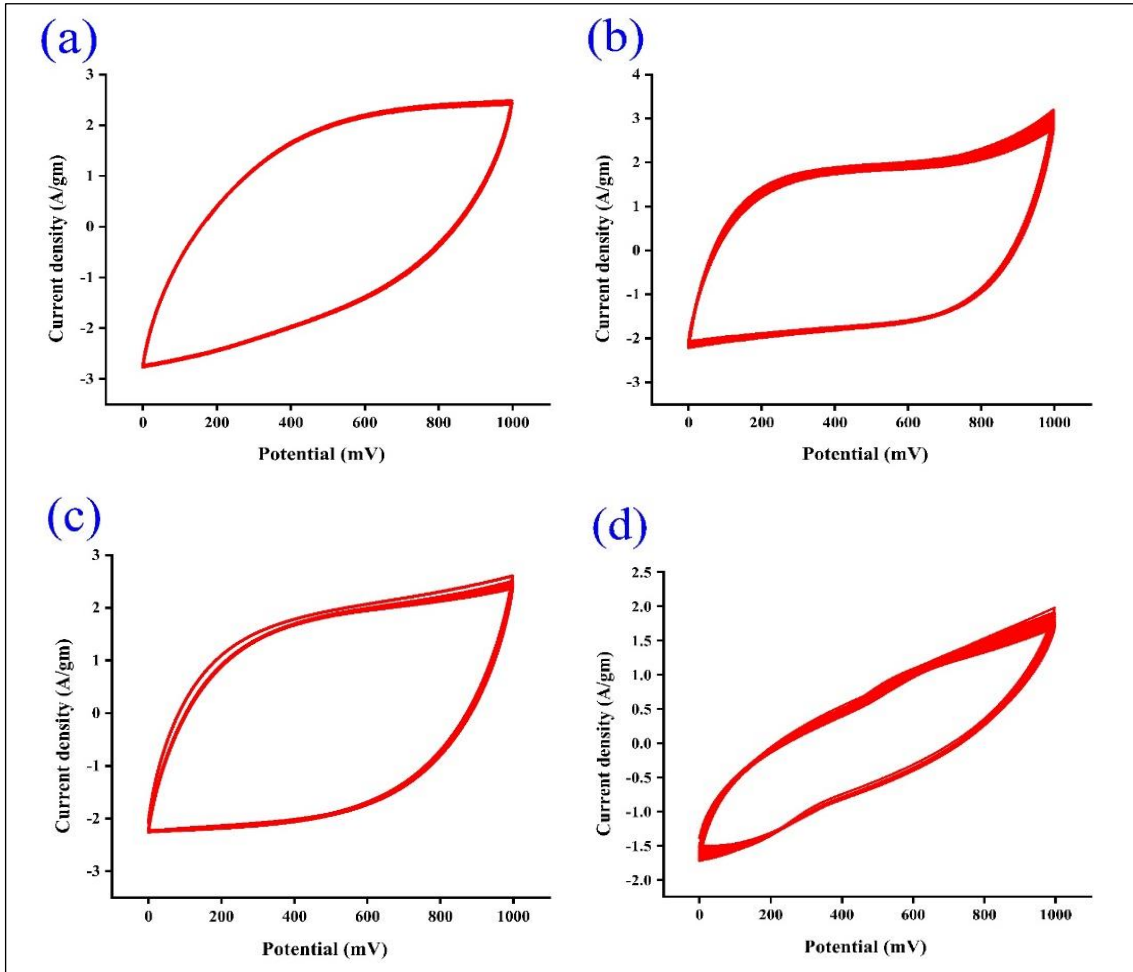 (a)
3
2
1
0
-1
-2
-3
Current density (A/gm)
0 200 400 600 800 1000
Potential (mV)
(b)
4
3
2
1
0
-1
-2
-3
Current density (A/gm)
0 200 400 600 800 1000
Potential (mV)
(c)
3
2
1
0
-1
-2
-3
Current density (A/gm)
0 200 400 600 800 1000
Potential (mV)
(d)
2.5
2.0
1.5
1.0
0.5
0.0
-0.5
-1.0
-1.5
-2.0
Current density (A/gm)
0 200 400 600 800 1000
Potential (mV)